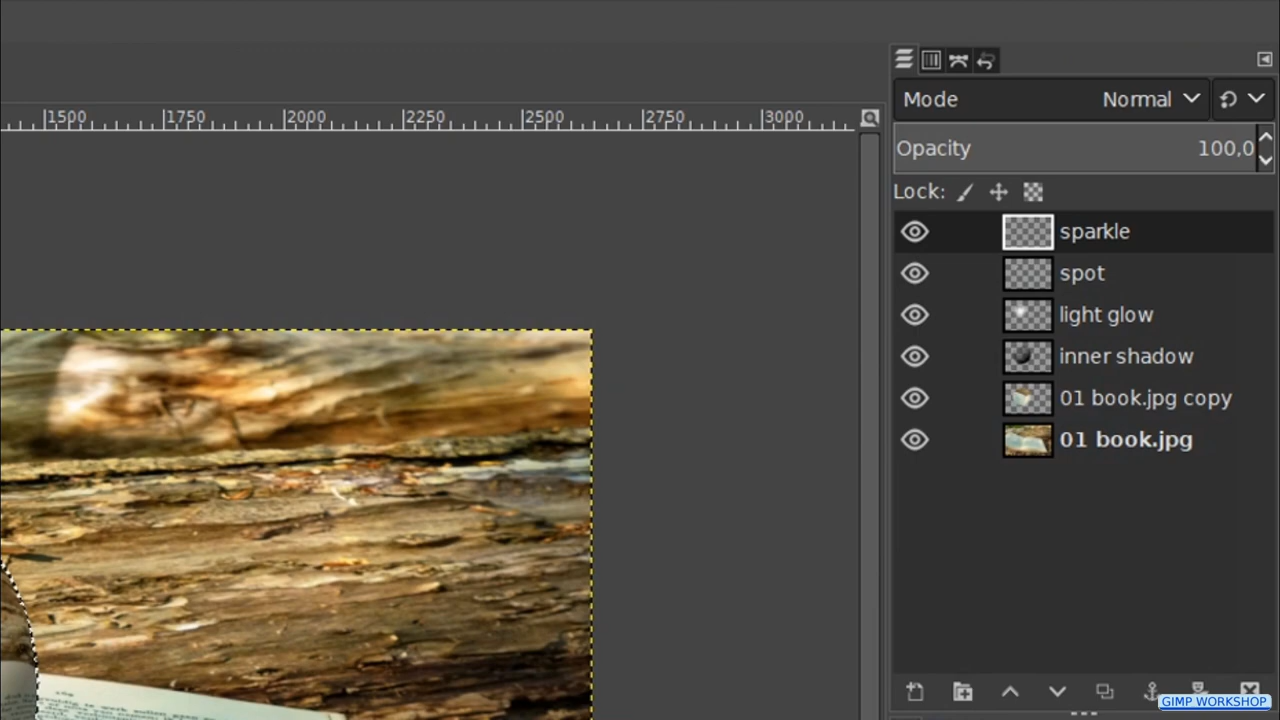 1500 1750 2000 2250 2500 2750 3000
Mode Normal
Opacity 100,0
Lock:
sparkle
spot
light glow
inner shadow
01 book.jpg copy
01 book.jpg
GIMP WORKSHOP